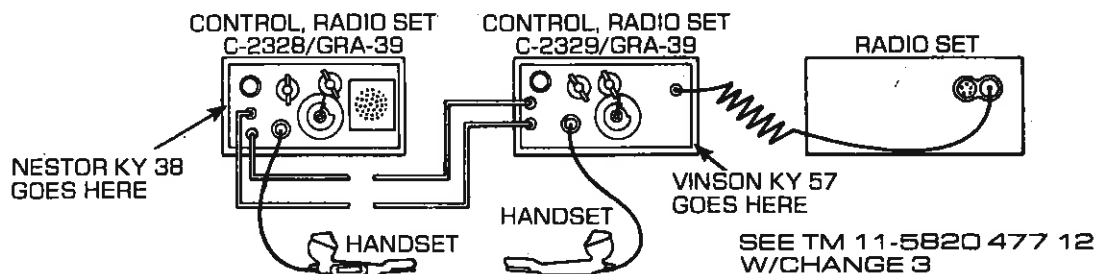 CONTROL, RADIO SET
C-2328/GRA-39
CONTROL, RADIO SET
C-2329/GRA-39
RADIO SET
NESTOR KY 38
GOES HERE
VINSON KY 57
GOES HERE
HANDSET
HANDSET
SEE TM 11-5820 477 12
W/CHANGE 3